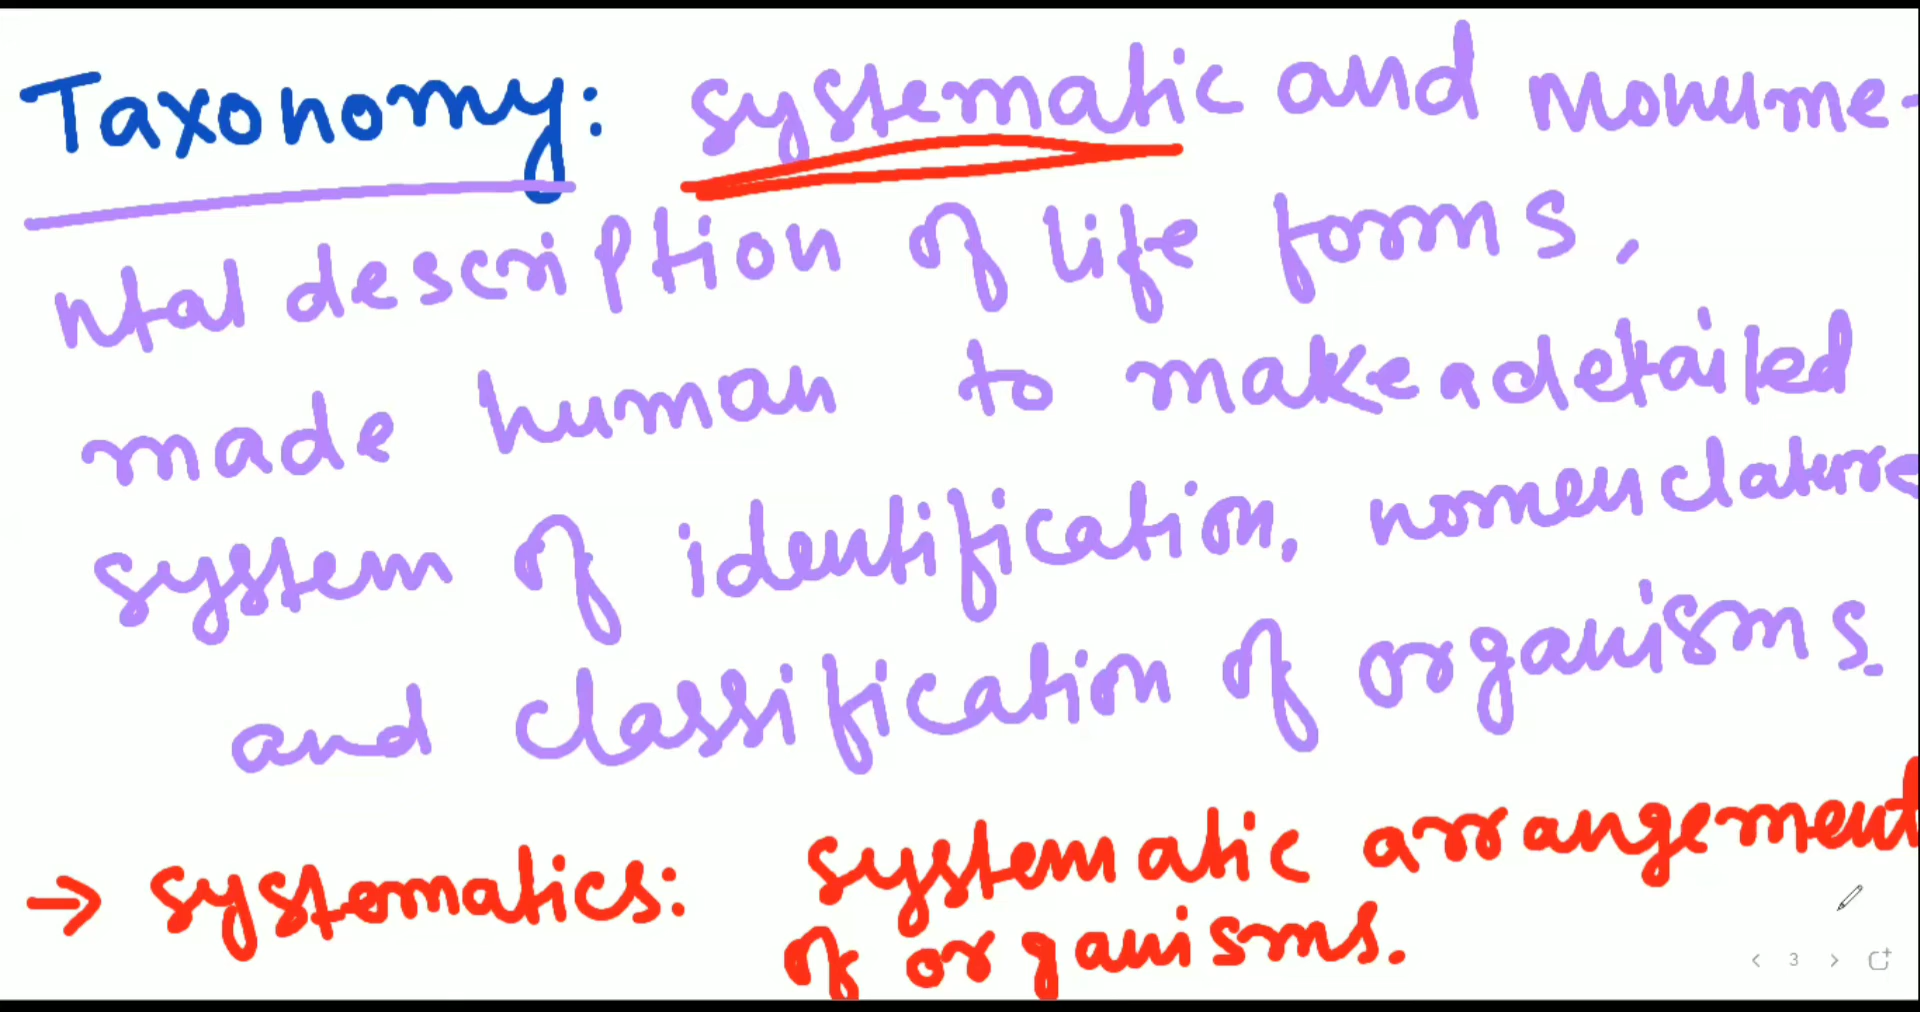 Taxonomy: systematic and Monume-
ntal description of life forms,
made human to make a detailed
system of identification, nomenclature
and classification of organisms.
→ systematics: systematic arrangement
of organisms.
< 3 >